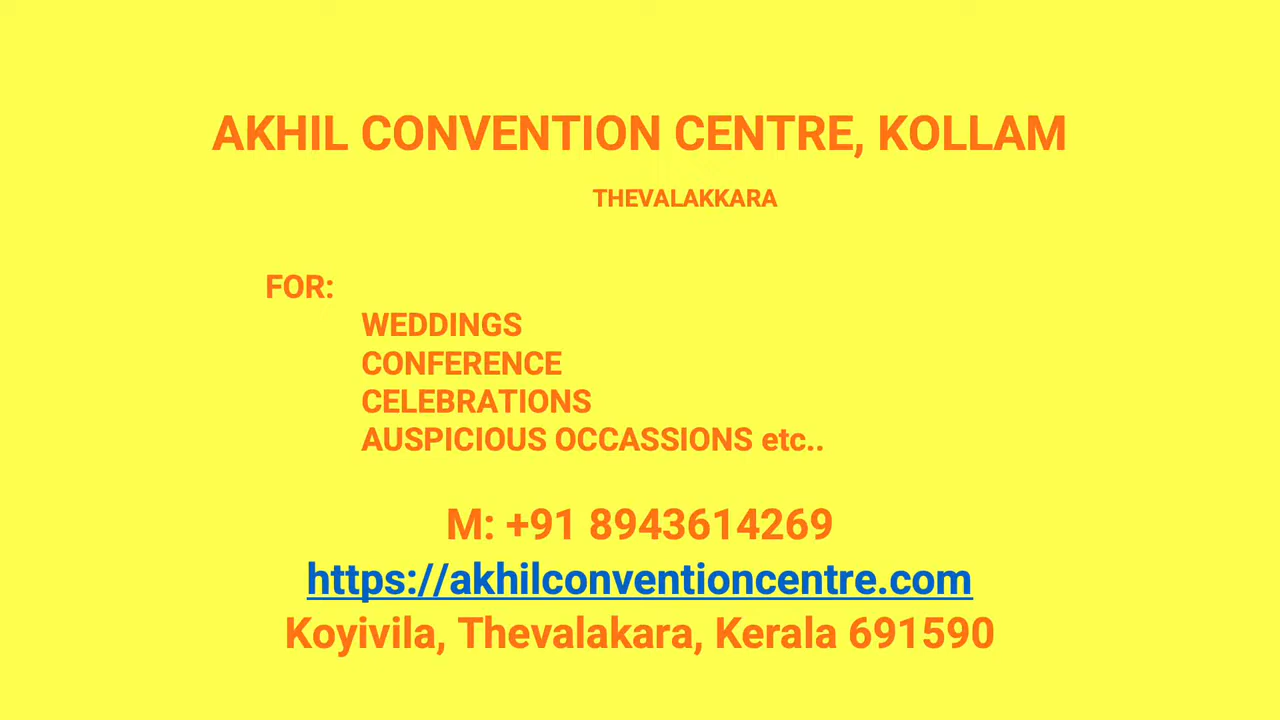 AKHIL CONVENTION CENTRE, KOLLAM
THEVALAKKARA
FOR:
WEDDINGS
CONFERENCE
CELEBRATIONS
AUSPICIOUS OCCASSIONS etc..
M: +91 8943614269
https://akhilconventioncentre.com
Koyivila, Thevalakara, Kerala 691590